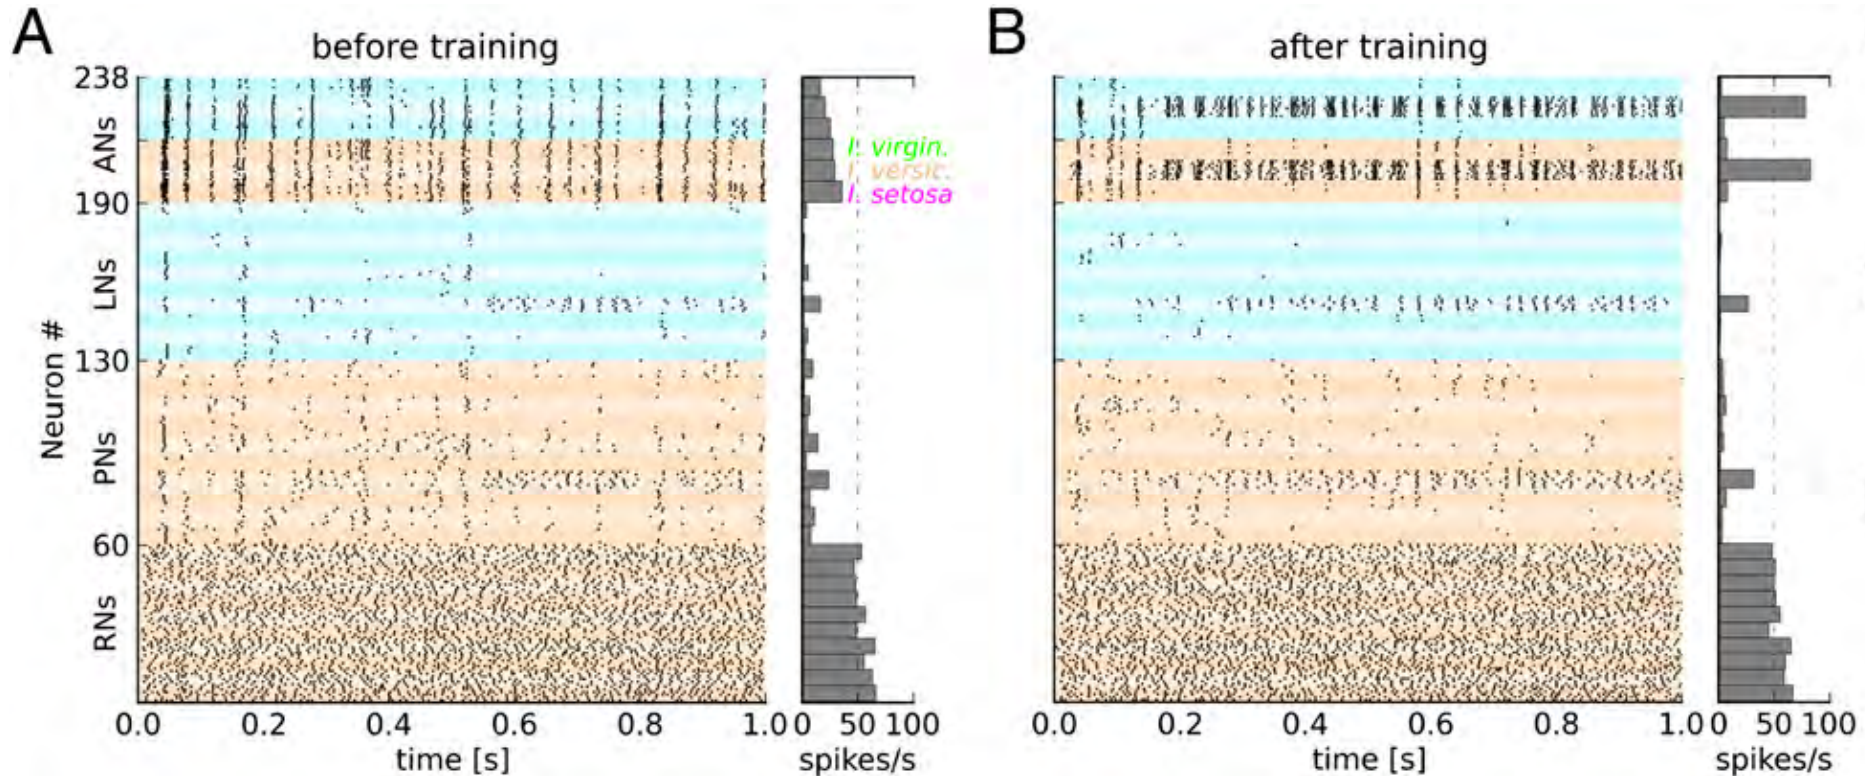 A
before training
238
190
130
60
ANs
LNs
PNs
RNs
Neuron #
0.0 0.2 0.4 0.6 0.8 1.0
time [s]
I. virgin.
I. versic.
I. setosa
0 50 100
spikes/s
B
after training
0.0 0.2 0.4 0.6 0.8 1.0
time [s]
0 50 100
spikes/s